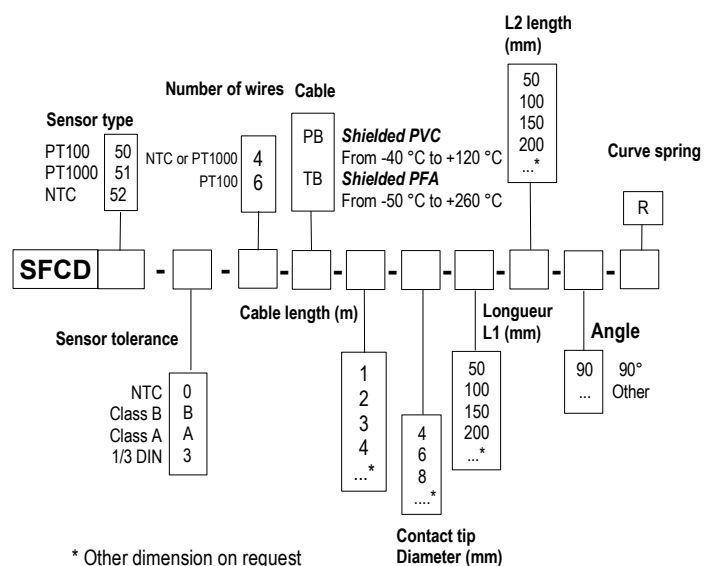 L2 length
(mm)
50
100
150
200
...*
Number of wires
NTC or PT1000 4
PT100 6
Cable
PB Shielded PVC
From -40 °C to +120 °C
TB Shielded PFA
From -50 °C to +260 °C
Sensor type
PT100 50
PT1000 51
NTC 52
Curve spring
R
SFCD - - - - - - - - -
Sensor tolerance
NTC 0
Class B B
Class A A
1/3 DIN 3
Cable length (m)
1
2
3
4
...*
4
6
8
....*
Contact tip
Diameter (mm)
Longueur
L1 (mm)
50
100
150
200
...*
Angle
90 90°
... Other
* Other dimension on request